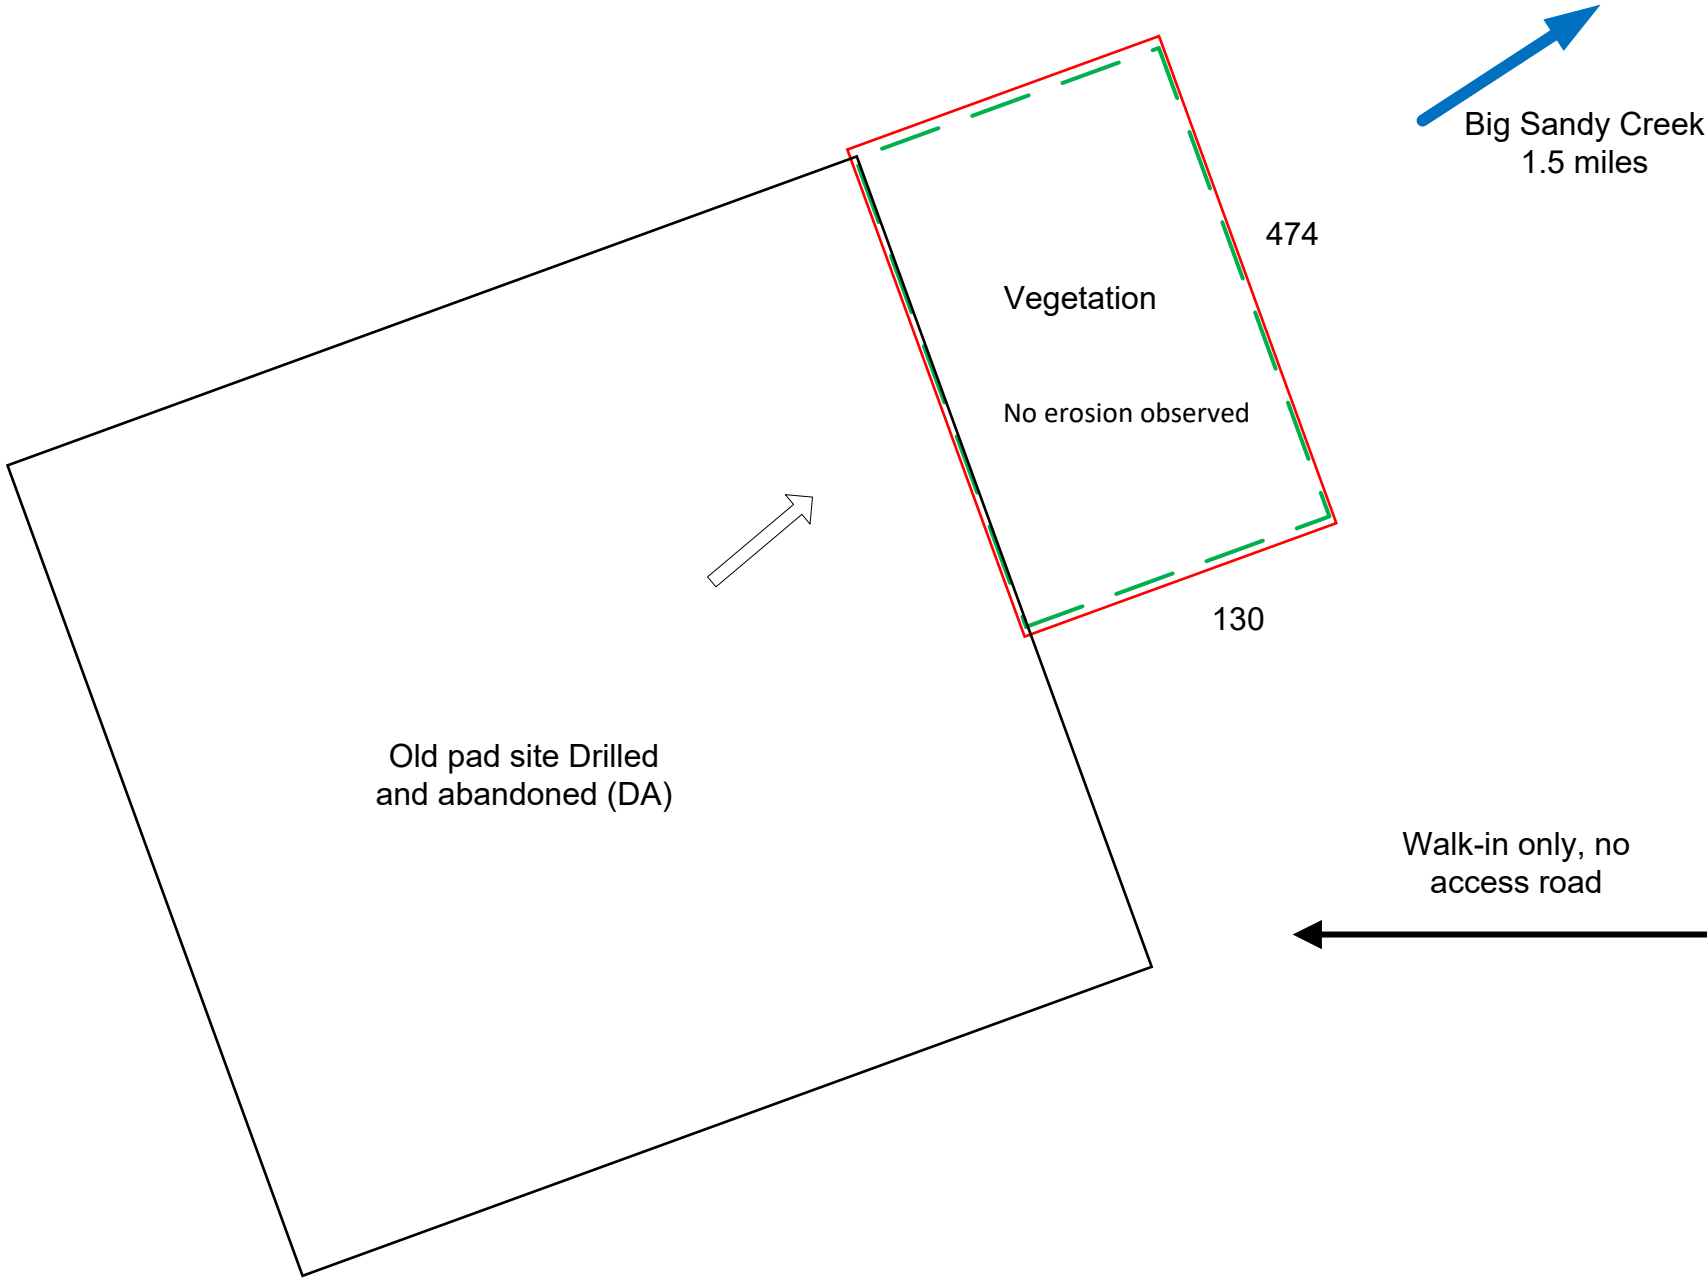 Big Sandy Creek
1.5 miles
474
Vegetation
No erosion observed
130
Old pad site Drilled
and abandoned (DA)
Walk-in only, no
access road